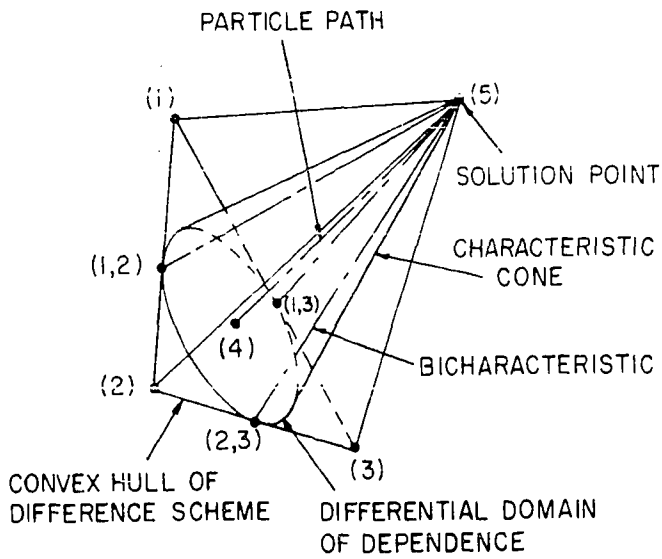 PARTICLE
PATH
(1)
(5)
SOLUTION POINT
CHARACTERISTIC
CONE
(1,2)
(1,3)
(4)
BICHARACTERISTIC
(2)
(2,3)
(3)
CONVEX HULL OF
DIFFERENCE SCHEME
DIFFERENTIAL DOMAIN
OF DEPENDENCE